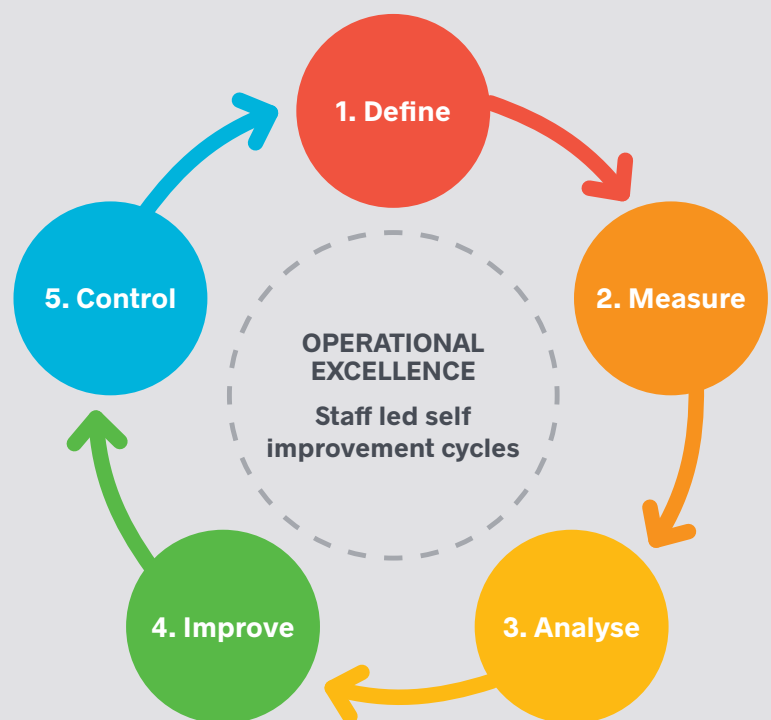 1. Define
2. Measure
3. Analyse
4. Improve
5. Control
OPERATIONAL
EXCELLENCE
Staff led self
improvement cycles